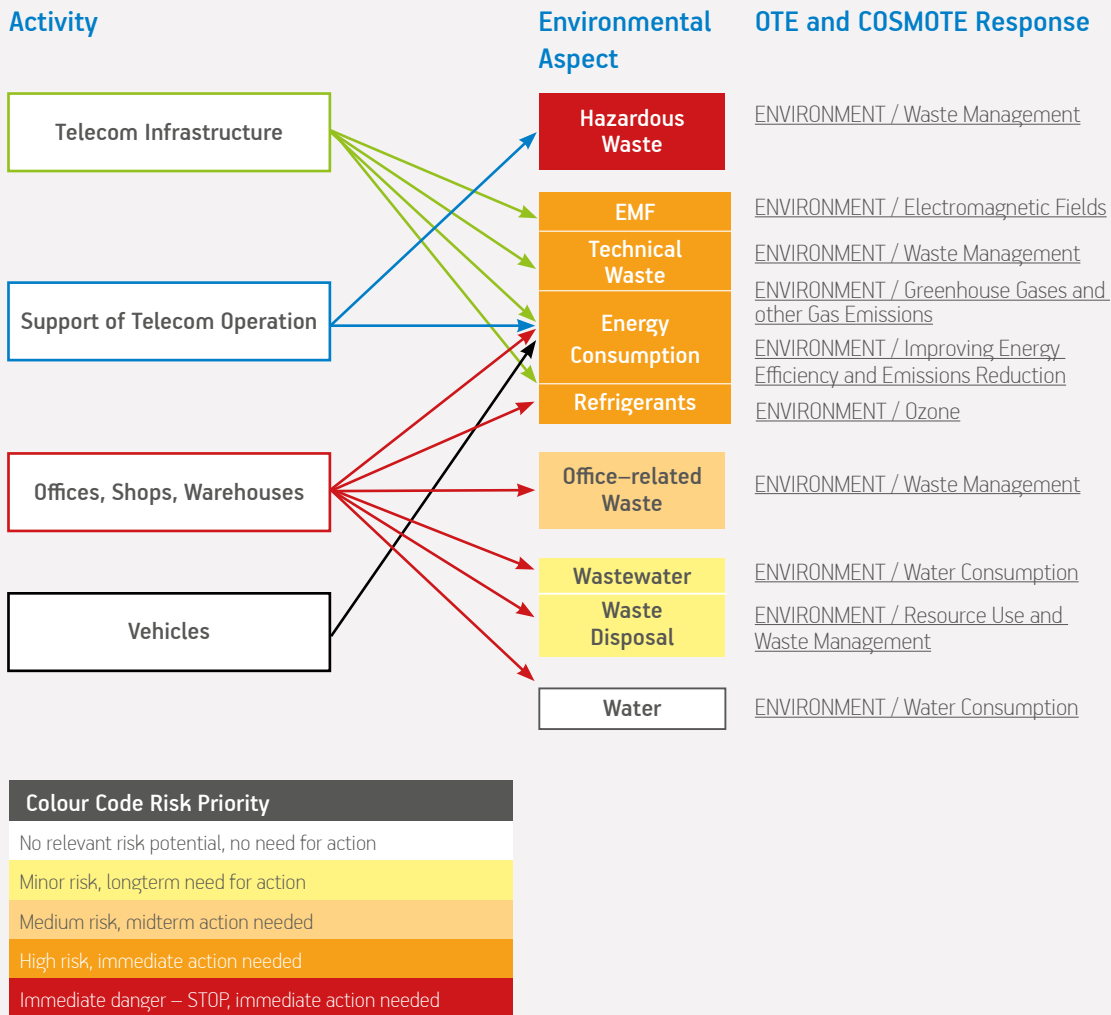 Activity
Environmental
Aspect
OTE and COSMOTE Response
Telecom Infrastructure
Support of Telecom Operation
Offices, Shops, Warehouses
Vehicles
Hazardous
Waste
EMF
Technical
Waste
Energy
Consumption
Refrigerants
Office–related
Waste
Wastewater
Waste
Disposal
Water
ENVIRONMENT / Waste Management
ENVIRONMENT / Electromagnetic Fields
ENVIRONMENT / Waste Management
ENVIRONMENT / Greenhouse Gases and
other Gas Emissions
ENVIRONMENT / Improving Energy
Efficiency and Emissions Reduction
ENVIRONMENT / Ozone
ENVIRONMENT / Waste Management
ENVIRONMENT / Water Consumption
ENVIRONMENT / Resource Use and
Waste Management
ENVIRONMENT / Water Consumption
Colour Code Risk Priority
No relevant risk potential, no need for action
Minor risk, longterm need for action
Medium risk, midterm action needed
High risk, immediate action needed
Immediate danger – STOP, immediate action needed